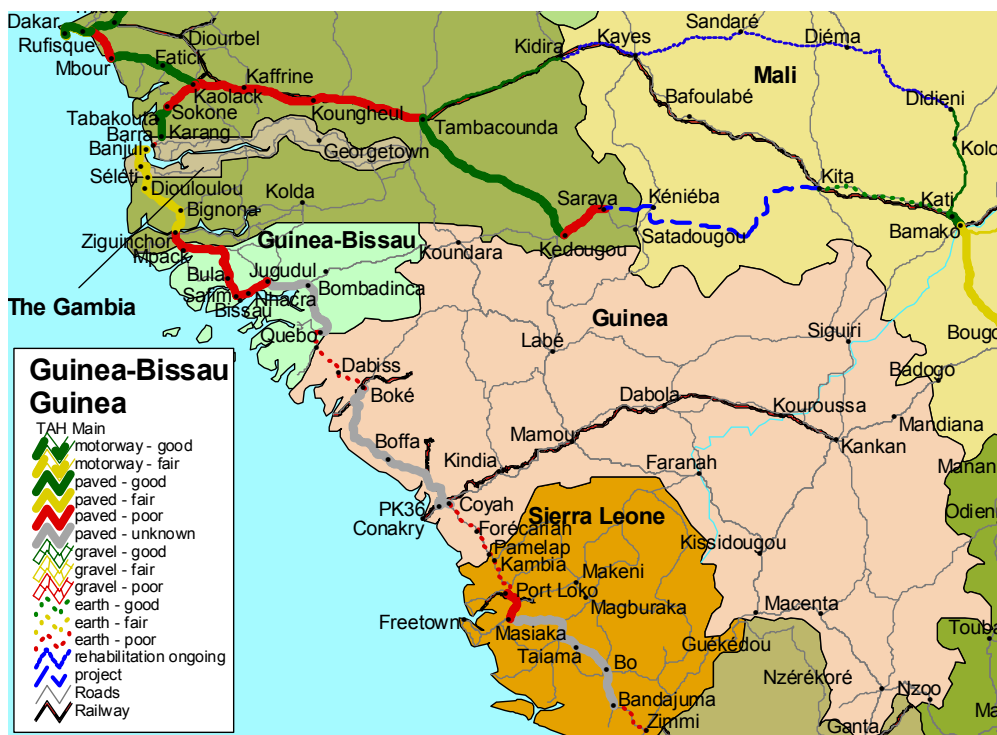 Dakar
Rufisque
Mbour
Diourbel
Fatick
Kaffrine
Kaolack
Sokone
Koungheul
Tabakouta
Karang
Barra
Banjul
Georgetown
Tambacounda
Séléti
Diouloulou
Kolda
Bignona
Ziguinchor
Mpack
Kidira
Kayes
Sandaré
Diéma
Mali
Bafoulabé
Didieni
Kolo
Kita
Kati
Bamako
Saraya
Kéniéba
Satadougou
Kedougou
Guinea-Bissau
Koundara
Bula
Jugudul
Bombadinca
Safim
Nhacra
Bissau
The Gambia
Quebo
Guinea
Labé
Siguiri
Bougo
Badogo
Dabiss
Boké
Dabola
Kouroussa
Mandiana
Boffa
Mamou
Kankan
Kindia
Faranah
Manan
PK36
Coyah
Conakry
Sierra Leone
Odien
Forécariah
Pamelap
Kambia
Kissidougou
Makeni
Port Loko
Magburaka
Macenta
Freetown
Masiaka
Guékédou
Touba
Taiama
Bo
Nzérékoré
Nzoo
Bandajuma
Zimmi
Ganta
Ma
Guinea-Bissau
Guinea
TAH Main
motorway - good
motorway - fair
paved - good
paved - fair
paved - poor
paved - unknown
gravel - good
gravel - fair
gravel - poor
earth - good
earth - fair
earth - poor
rehabilitation ongoing
project
Roads
Railway